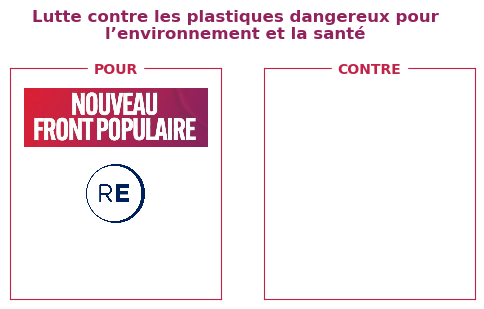 Lutte contre les plastiques dangereux pour
l’environnement et la santé
POUR
NOUVEAU
FRONT POPULAIRE
RE
CONTRE